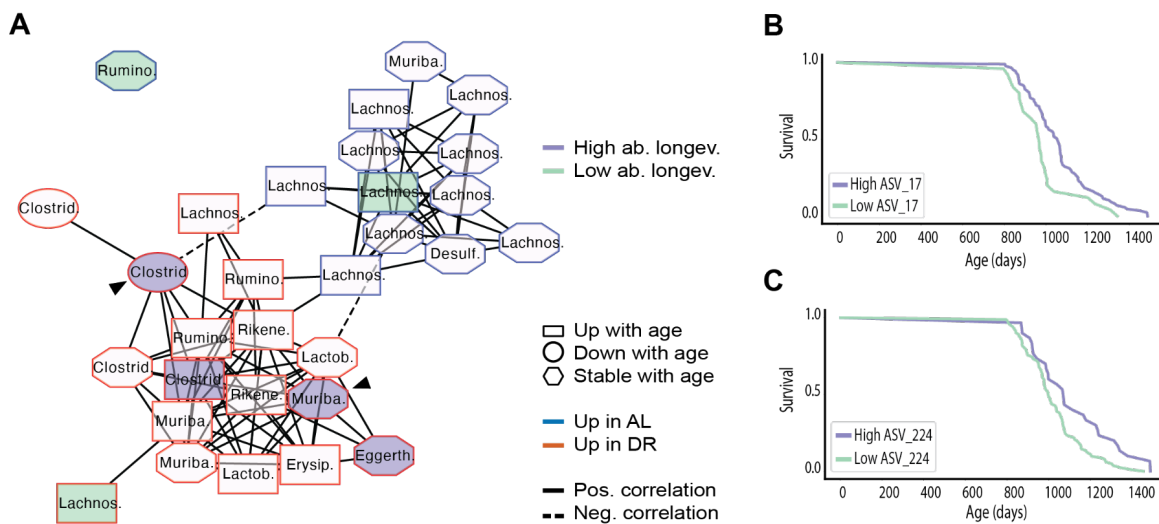 A
Rumino.
Muriba.
Lachnos.
Lachnos.
Lachnos.
Lachnos.
Lachnos.
Lachnos.
Lachnos.
Lachnos.
Lachnos.
Desulf.
Lachnos.
Clostrid.
Lachnos.
Clostrid
Rumino.
Lachnos.
Rumino.
Rikene.
Clostrid.
Lactob.
Clostrid.
Rikene.
Muriba.
Muriba.
Muriba.
Lactob.
Erysip.
Eggerth.
Lachnos.
High ab. longev.
Low ab. longev.
Up with age
Down with age
Stable with age
Up in AL
Up in DR
Pos. correlation
Neg. correlation
B
Survival
1.0
0.5
0.0
High ASV_17
Low ASV_17
0 200 400 600 800 1000 1200 1400
Age (days)
C
Survival
1.0
0.5
0.0
High ASV_224
Low ASV_224
0 200 400 600 800 1000 1200 1400
Age (days)